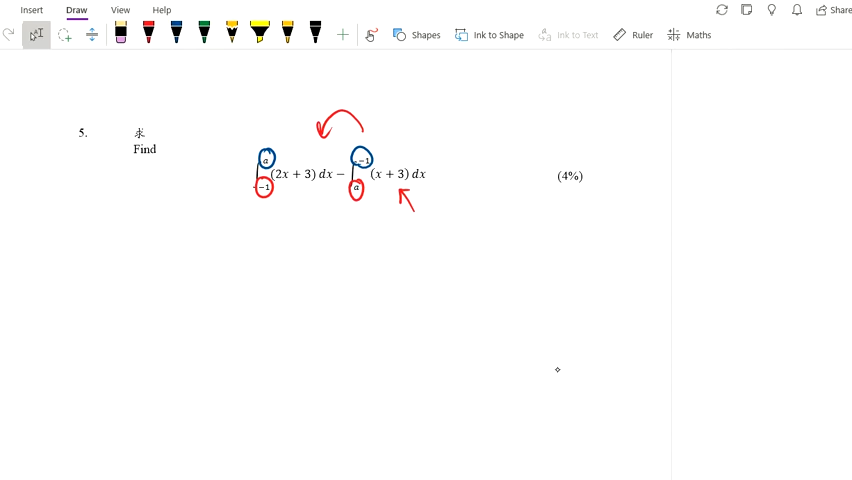 Insert Draw View Help Share
Shapes Ink to Shape Ink to Text Ruler Maths
5. 求
Find
∫_{-1}^{a} (2x + 3) dx − ∫_{a}^{-1} (x + 3) dx (4%)